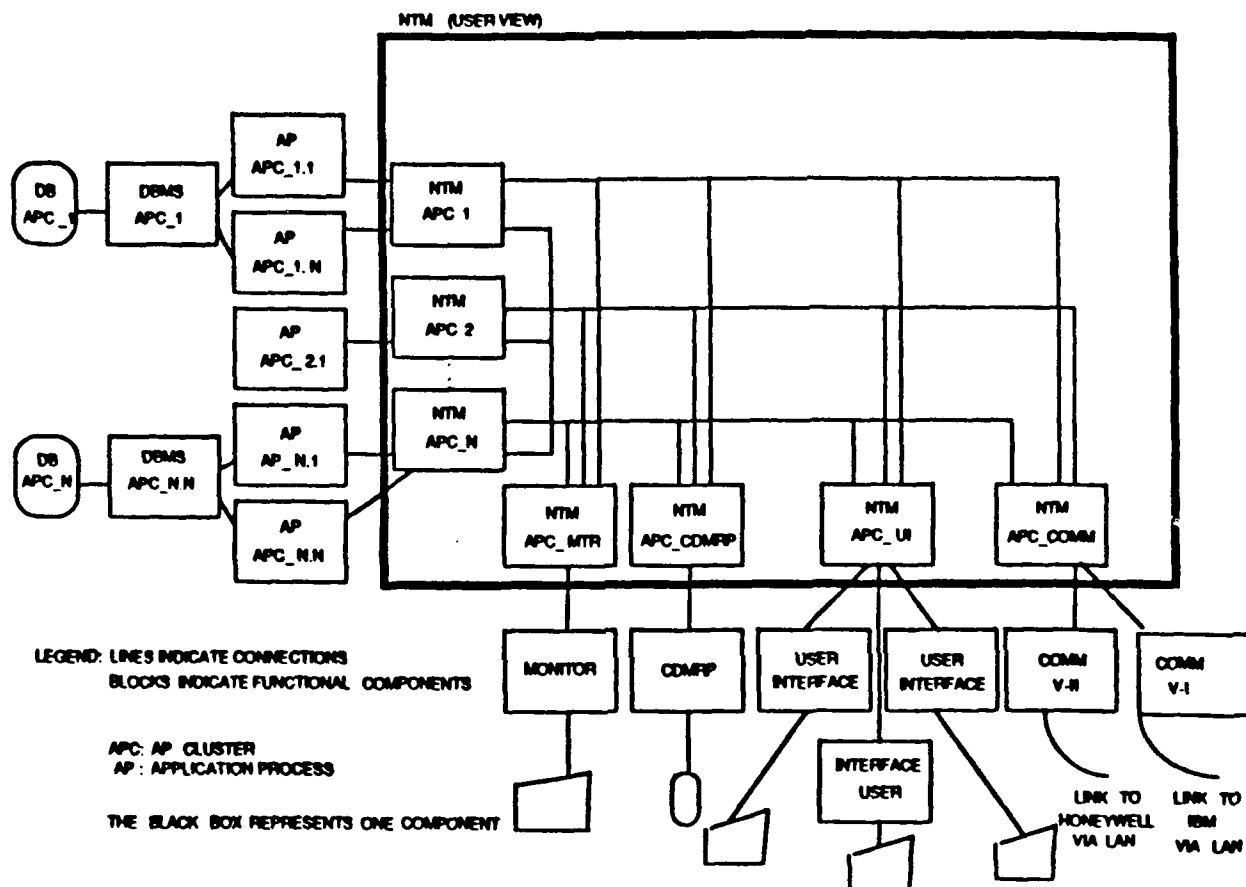 NTM (USER VIEW)
AP
APC_1.1
DB
APC_1
DBMS
APC_1
NTM
APC 1
AP
APC_1.N
NTM
APC 2
AP
APC_2.1
NTM
APC_N
AP
AP_N.1
DB
APC_N
DBMS
APC_N.N
AP
APC_N.N
NTM
APC_MTR
NTM
APC_CDMRP
NTM
APC_UI
NTM
APC_COMM
LEGEND: LINES INDICATE CONNECTIONS
BLOCKS INDICATE FUNCTIONAL COMPONENTS
MONITOR
CDMRP
USER
INTERFACE
USER
INTERFACE
COMM
V-II
COMM
V-I
APC: AP CLUSTER
AP : APPLICATION PROCESS
INTERFACE
USER
THE BLACK BOX REPRESENTS ONE COMPONENT
LINK TO
HONEYWELL
VIA LAN
LINK TO
IBM
VIA LAN